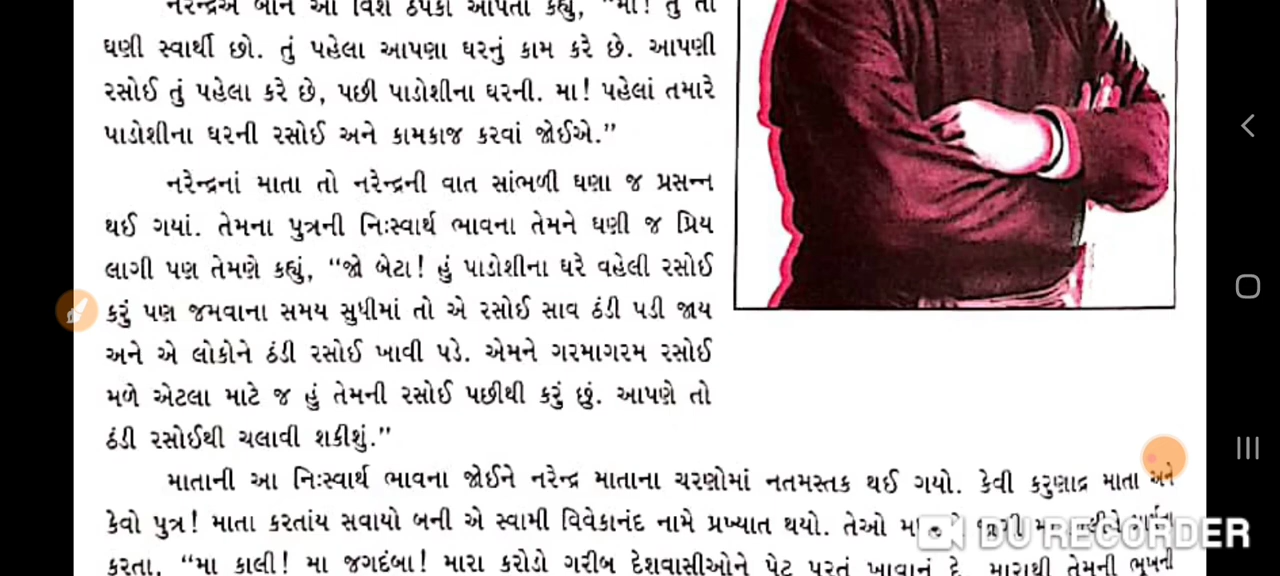 નરેન્દ્રએ બાને આ વિશે ઠપકો આપતાં કહ્યું, “મા! તું તો
ઘણી સ્વાર્થી છો. તું પહેલા આપણા ઘરનું કામ કરે છે. આપણી
રસોઈ તું પહેલા કરે છે, પછી પાડોશીના ઘરની. મા! પહેલાં તમારે
પાડોશીના ઘરની રસોઈ અને કામકાજ કરવાં જોઈએ.”
નરેન્દ્રનાં માતા તો નરેન્દ્રની વાત સાંભળી ઘણા જ પ્રસન્ન
થઈ ગયાં. તેમના પુત્રની નિઃસ્વાર્થ ભાવના તેમને ઘણી જ પ્રિય
લાગી પણ તેમણે કહ્યું, “જો બેટા! હું પાડોશીના ઘરે વહેલી રસોઈ
કરું પણ જમવાના સમય સુધીમાં તો એ રસોઈ સાવ ઠંડી પડી જાય
અને એ લોકોને ઠંડી રસોઈ ખાવી પડે. એમને ગરમાગરમ રસોઈ
મળે એટલા માટે જ હું તેમની રસોઈ પછીથી કરું છું. આપણે તો
ઠંડી રસોઈથી ચલાવી શકીશું.”
માતાની આ નિઃસ્વાર્થ ભાવના જોઈને નરેન્દ્ર માતાના ચરણોમાં નતમસ્તક થઈ ગયો. કેવી કરુણાદ્ર માતા અને
કેવો પુત્ર! માતા કરતાંય સવાયો બની એ સ્વામી વિવેકાનંદ નામે પ્રખ્યાત થયો. તેઓ
DU RECORDER
કરતા, “મા કાલી! મા જગદંબા! મારા કરોડો ગરીબ દેશવાસીઓને પેટ પૂરતું ખાવાનું દે. મારાથી તેમની ભૂખની